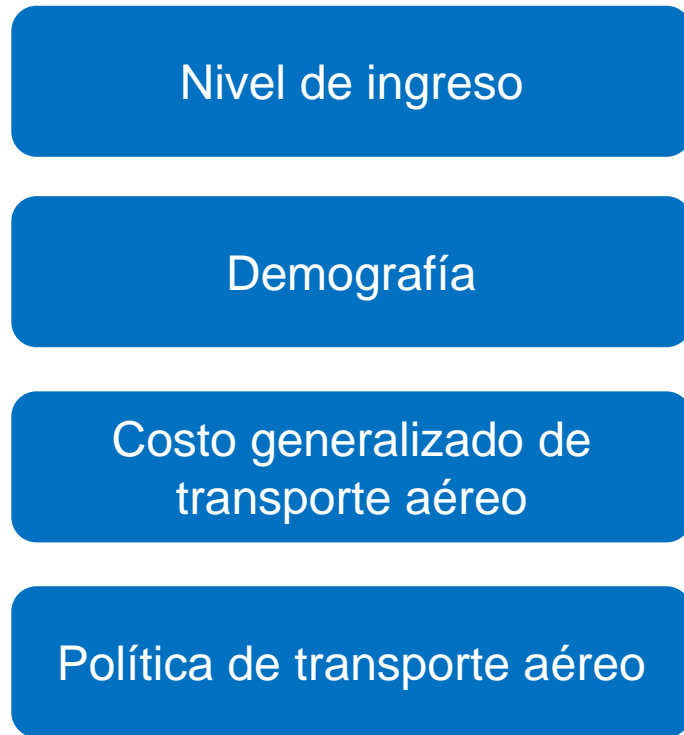 Nivel de ingreso
Demografía
Costo generalizado de
transporte aéreo
Política de transporte aéreo